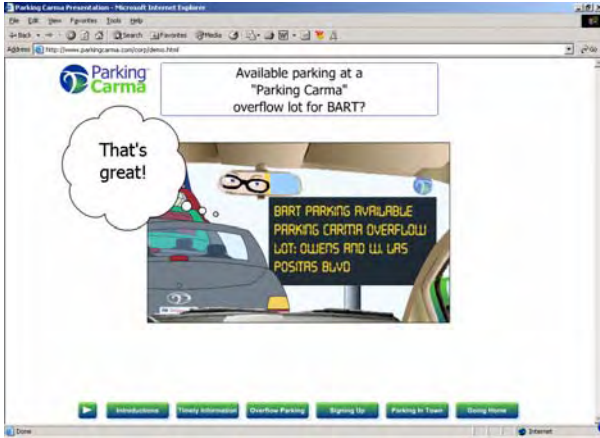 Parking Carma Presentation - Microsoft Internet Explorer
File Edit View Favorites Tools Help
Back Search Favorites Media
Address http://www.parkingcarma.com/corp/demo.html Go
Parking
Carma
Available parking at a
"Parking Carma"
overflow lot for BART?
That's
great!
BART PARKING AVAILABLE
PARKING CARMA OVERFLOW
LOT: OWENS AND W. LAS
POSITAS BLVD
Introductions Timely Information Overflow Parking Signing Up Parking In Town Going Home
Done Internet